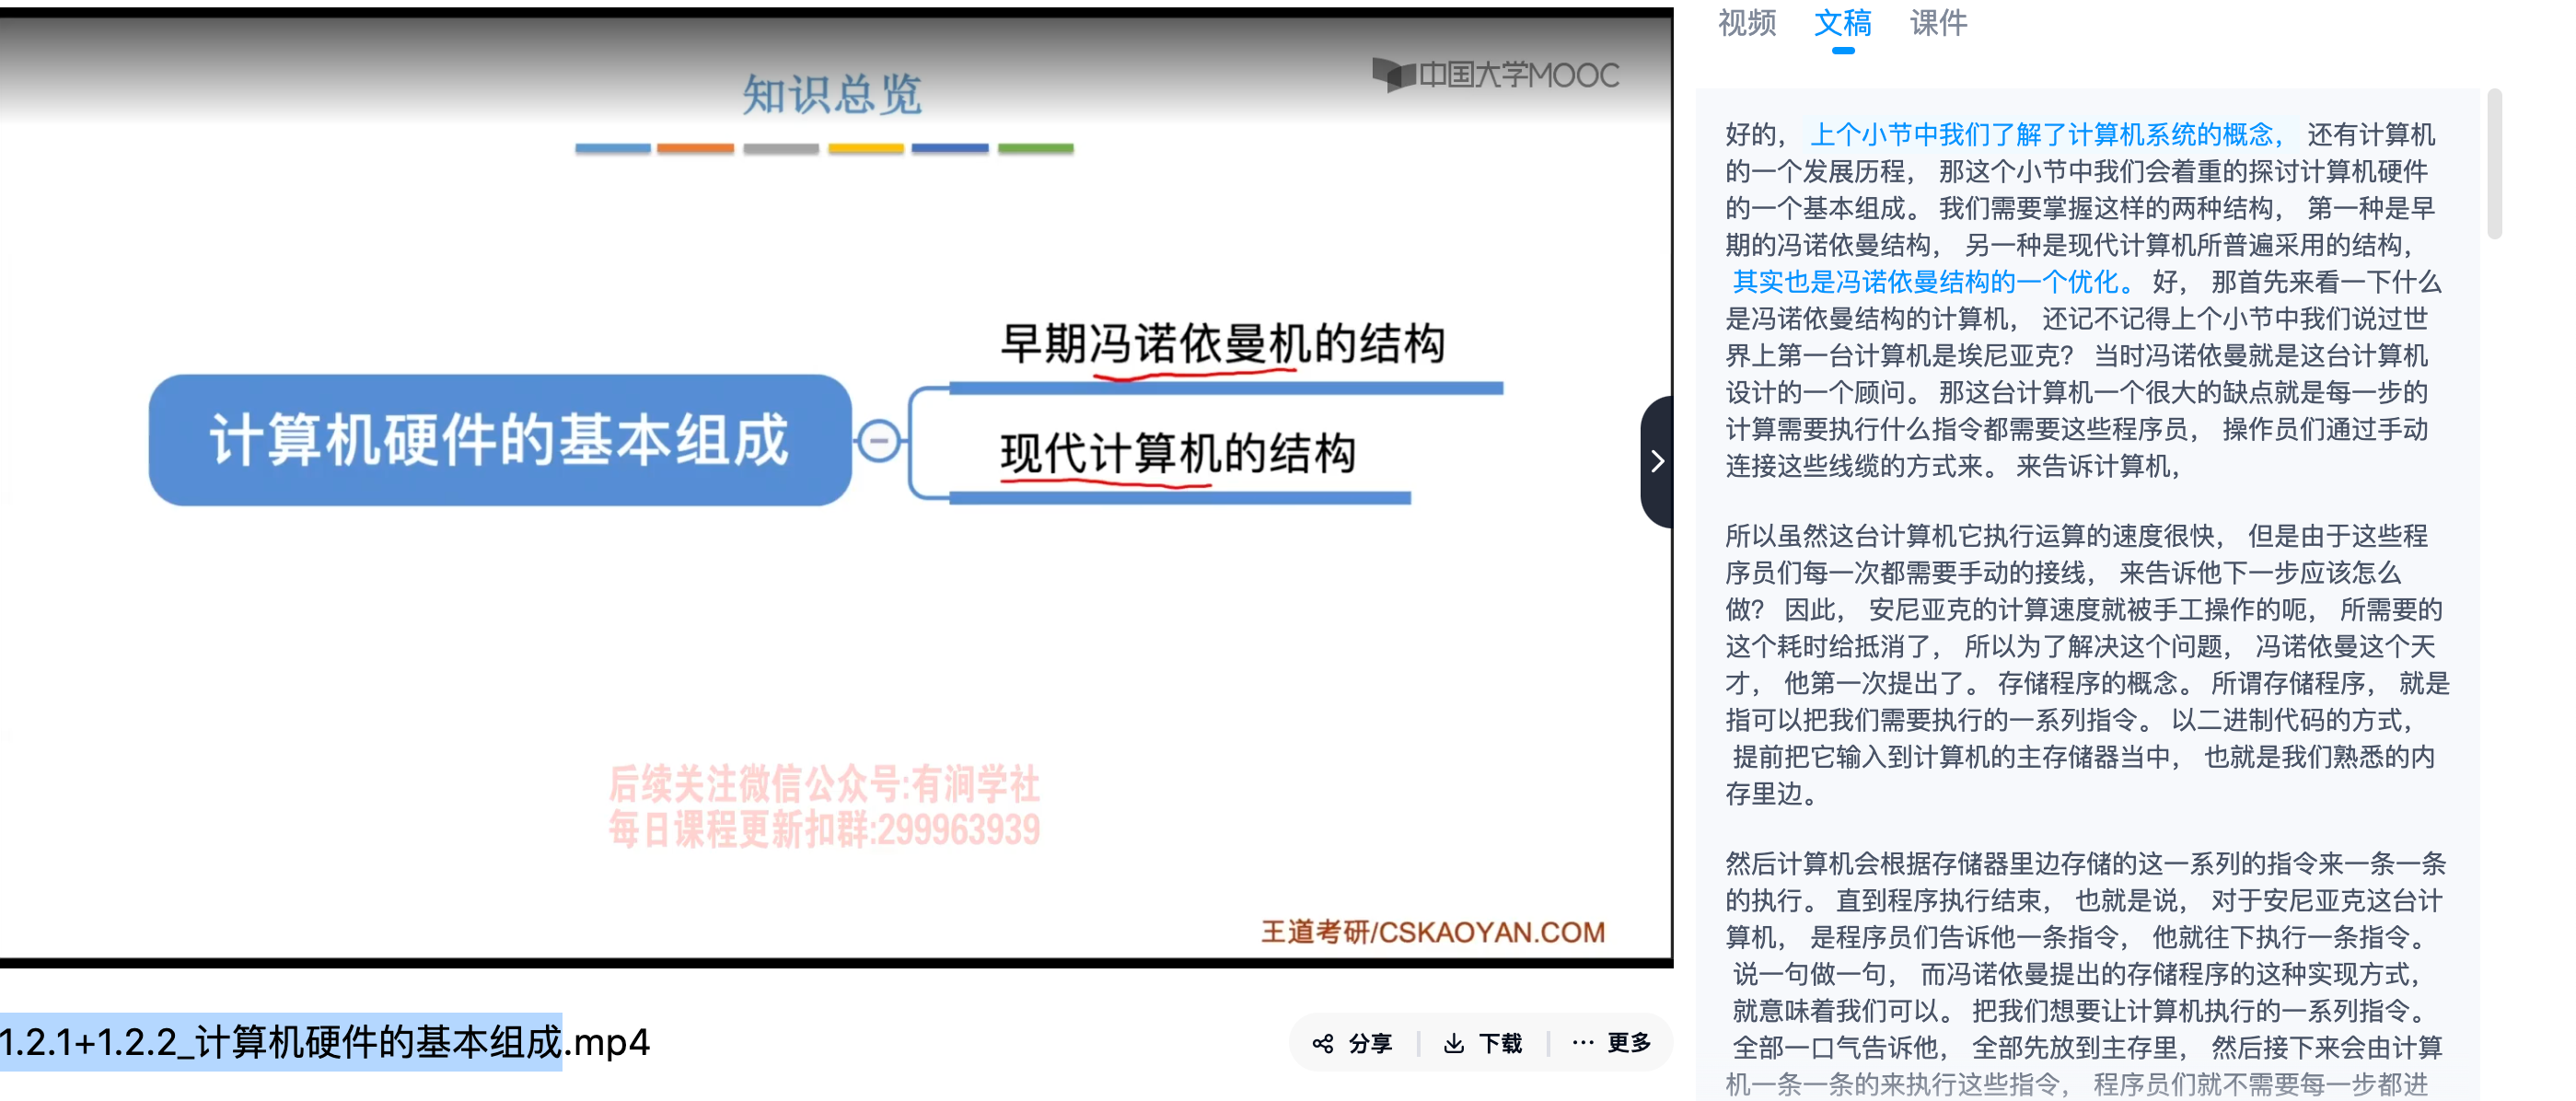 知识总览
中国大学MOOC
早期冯诺依曼机的结构
计算机硬件的基本组成
现代计算机的结构
后续关注微信公众号:有涧学社
每日课程更新扣群:299963939
王道考研/CSKAOYAN.COM
1.2.1+1.2.2_计算机硬件的基本组成.mp4
分享
下载
更多
视频 文稿 课件
好的， 上个小节中我们了解了计算机系统的概念， 还有计算机
的一个发展历程， 那这个小节中我们会着重的探讨计算机硬件
的一个基本组成。 我们需要掌握这样的两种结构， 第一种是早
期的冯诺依曼结构， 另一种是现代计算机所普遍采用的结构，
其实也是冯诺依曼结构的一个优化。 好， 那首先来看一下什么
是冯诺依曼结构的计算机， 还记不记得上个小节中我们说过世
界上第一台计算机是埃尼亚克？ 当时冯诺依曼就是这台计算机
设计的一个顾问。 那这台计算机一个很大的缺点就是每一步的
计算需要执行什么指令都需要这些程序员， 操作员们通过手动
连接这些线缆的方式来。 来告诉计算机，
所以虽然这台计算机它执行运算的速度很快， 但是由于这些程
序员们每一次都需要手动的接线， 来告诉他下一步应该怎么
做？ 因此， 安尼亚克的计算速度就被手工操作的呃， 所需要的
这个耗时给抵消了， 所以为了解决这个问题， 冯诺依曼这个天
才， 他第一次提出了。 存储程序的概念。 所谓存储程序， 就是
指可以把我们需要执行的一系列指令。 以二进制代码的方式，
提前把它输入到计算机的主存储器当中， 也就是我们熟悉的内
存里边。
然后计算机会根据存储器里边存储的这一系列的指令来一条一条
的执行。 直到程序执行结束， 也就是说， 对于安尼亚克这台计
算机， 是程序员们告诉他一条指令， 他就往下执行一条指令。
说一句做一句， 而冯诺依曼提出的存储程序的这种实现方式，
就意味着我们可以。 把我们想要让计算机执行的一系列指令。
全部一口气告诉他， 全部先放到主存里， 然后接下来会由计算
机一条一条的来执行这些指令， 程序员们就不需要每一步都进